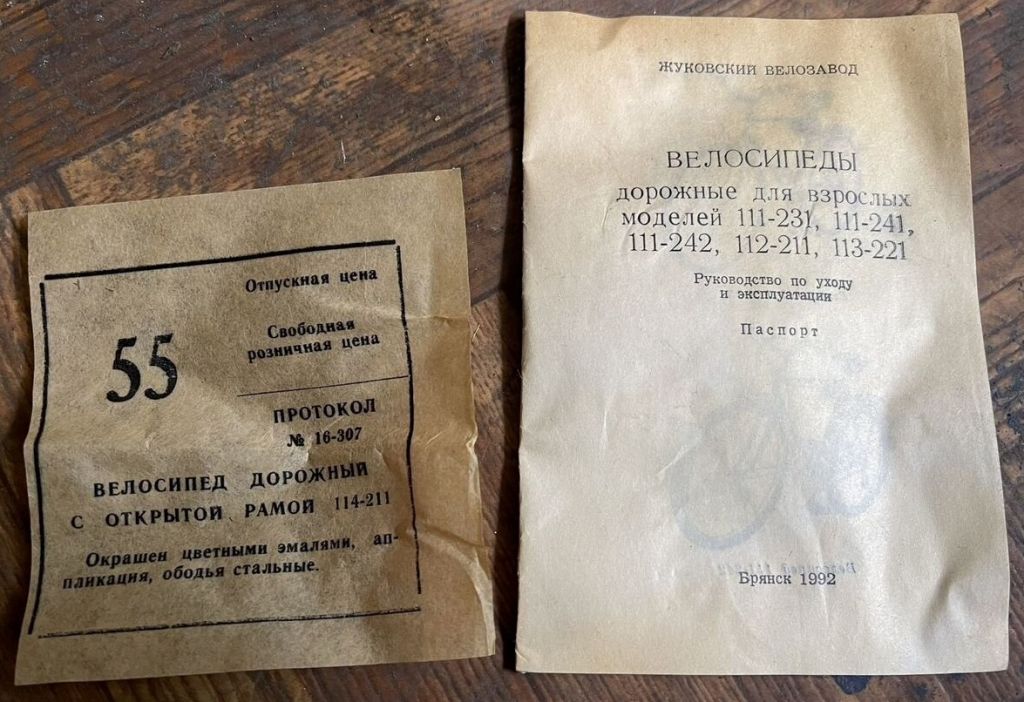 55
Отпускная цена
Свободная
розничная цена
ПРОТОКОЛ
№ 16-307
ВЕЛОСИПЕД ДОРОЖНЫЙ
С ОТКРЫТОЙ РАМОЙ 114-211
Окрашен цветными эмалями, ап-
пликация, ободья стальные.
ЖУКОВСКИЙ ВЕЛОЗАВОД
ВЕЛОСИПЕДЫ
дорожные для взрослых
моделей 111-231, 111-241,
111-242, 112-211, 113-221
Руководство по уходу
и эксплуатации
Паспорт
Брянск 1992